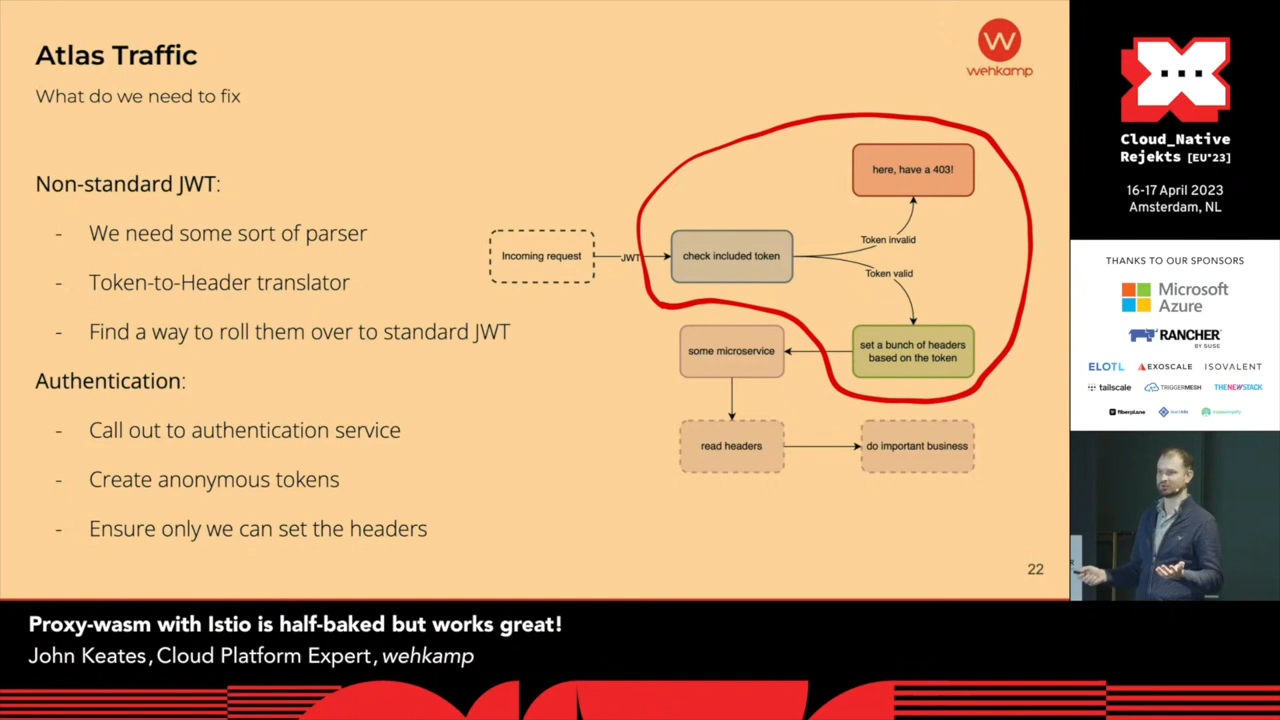 Atlas Traffic
What do we need to fix
wehkamp
Non-standard JWT:
- We need some sort of parser
- Token-to-Header translator
- Find a way to roll them over to standard JWT
Authentication:
- Call out to authentication service
- Create anonymous tokens
- Ensure only we can set the headers
here, have a 403!
Token invalid
Incoming request
JWT
check included token
Token valid
some microservice
set a bunch of headers
based on the token
read headers
do important business
22
Cloud_Native
Rejekts [EU'23]
16-17 April 2023
Amsterdam, NL
THANKS TO OUR SPONSORS
Microsoft
Azure
RANCHER
BY SUSE
ELOTL
EXOSCALE
ISOVALENT
tailscale
TRIGGERMESH
THENEWSTACK
fiberplane
Proxy-wasm with Istio is half-baked but works great!
John Keates, Cloud Platform Expert, wehkamp